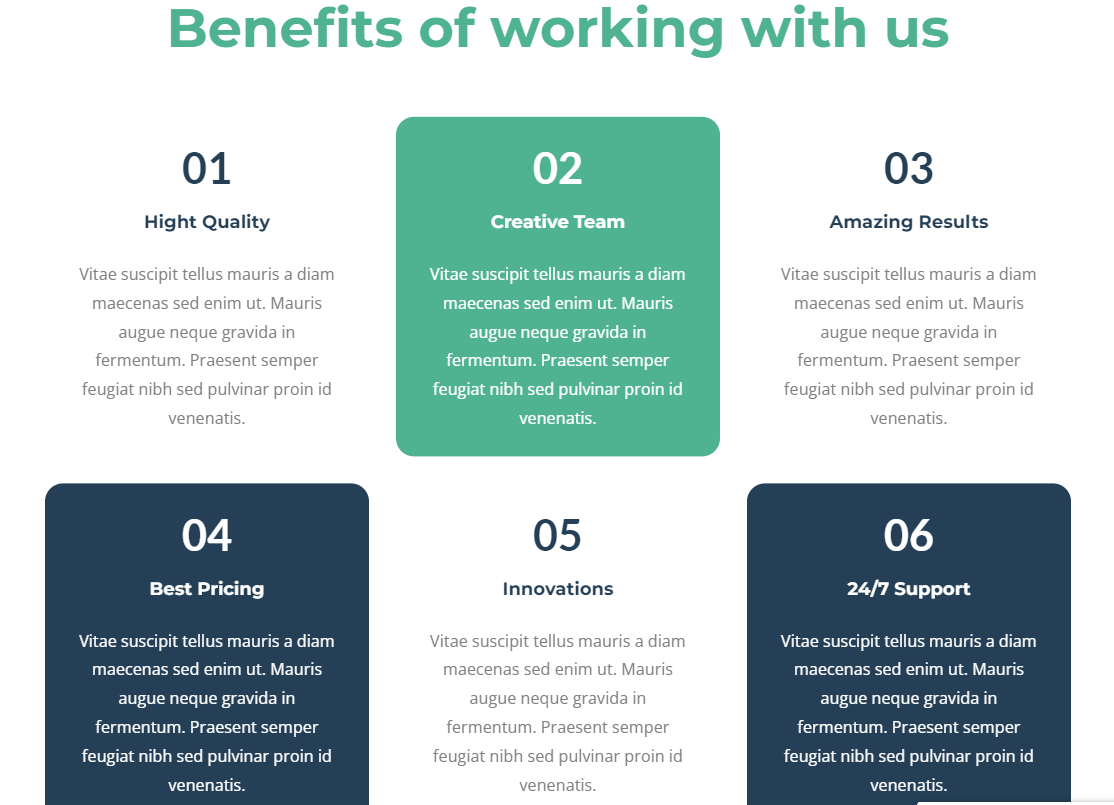 Benefits of working with us
01
Hight Quality
Vitae suscipit tellus mauris a diam
maecenas sed enim ut. Mauris
augue neque gravida in
fermentum. Praesent semper
feugiat nibh sed pulvinar proin id
venenatis.
02
Creative Team
Vitae suscipit tellus mauris a diam
maecenas sed enim ut. Mauris
augue neque gravida in
fermentum. Praesent semper
feugiat nibh sed pulvinar proin id
venenatis.
03
Amazing Results
Vitae suscipit tellus mauris a diam
maecenas sed enim ut. Mauris
augue neque gravida in
fermentum. Praesent semper
feugiat nibh sed pulvinar proin id
venenatis.
04
Best Pricing
Vitae suscipit tellus mauris a diam
maecenas sed enim ut. Mauris
augue neque gravida in
fermentum. Praesent semper
feugiat nibh sed pulvinar proin id
venenatis.
05
Innovations
Vitae suscipit tellus mauris a diam
maecenas sed enim ut. Mauris
augue neque gravida in
fermentum. Praesent semper
feugiat nibh sed pulvinar proin id
venenatis.
06
24/7 Support
Vitae suscipit tellus mauris a diam
maecenas sed enim ut. Mauris
augue neque gravida in
fermentum. Praesent semper
feugiat nibh sed pulvinar proin id
venenatis.